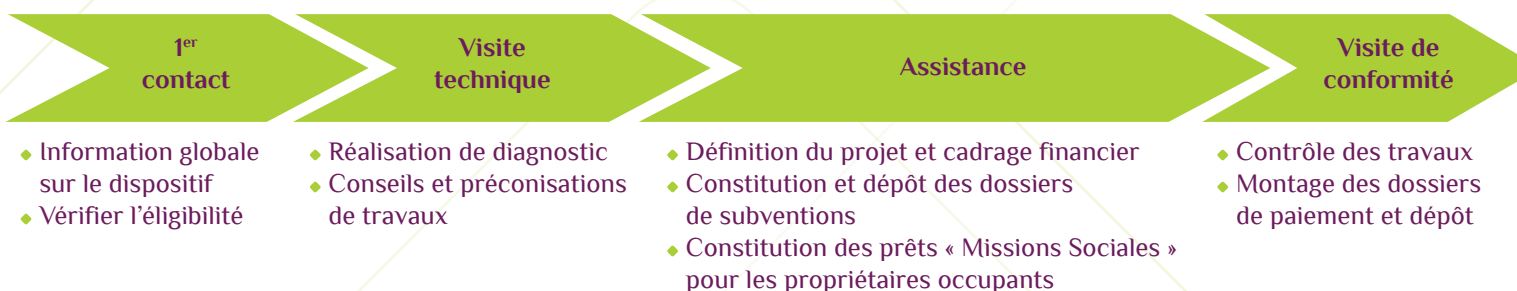 1er
contact
Visite
technique
Assistance
Visite de
conformité
Information globale
sur le dispositif
Vérifier l’éligibilité
Réalisation de diagnostic
Conseils et préconisations
de travaux
Définition du projet et cadrage financier
Constitution et dépôt des dossiers
de subventions
Constitution des prêts « Missions Sociales »
pour les propriétaires occupants
Contrôle des travaux
Montage des dossiers
de paiement et dépôt